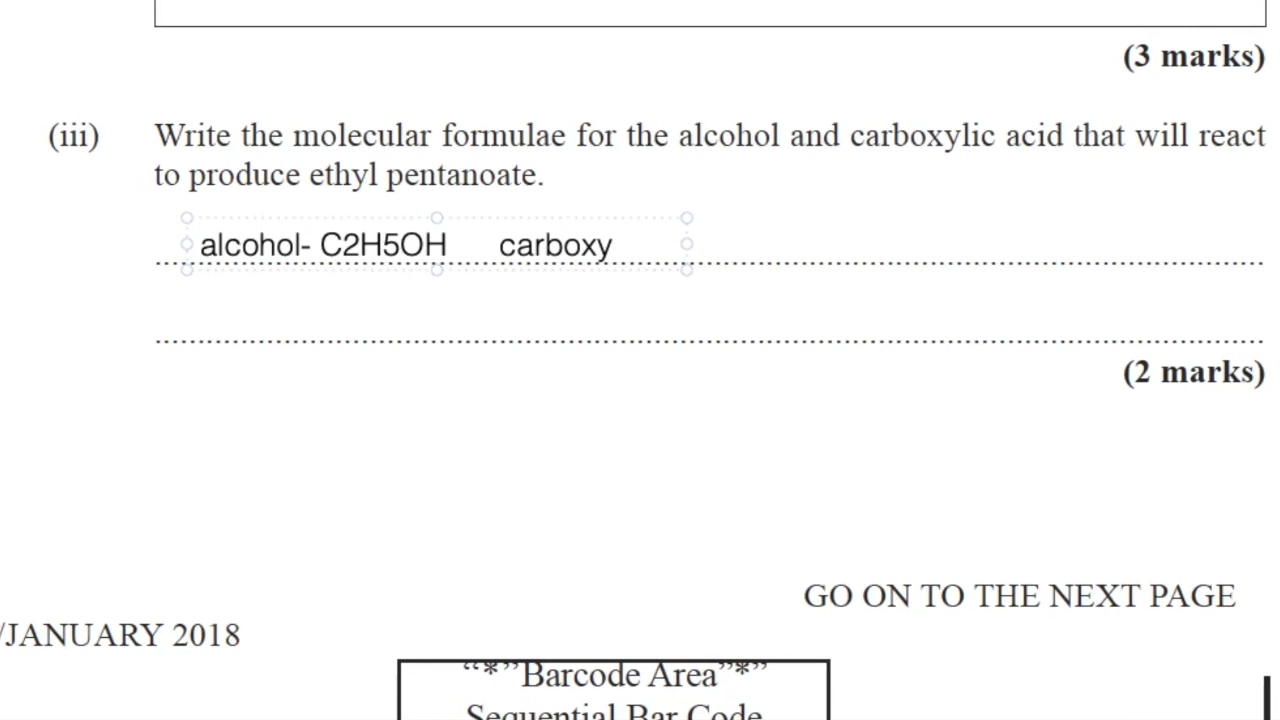 (3 marks)
(iii) Write the molecular formulae for the alcohol and carboxylic acid that will react
to produce ethyl pentanoate.
alcohol- C2H5OH carboxy
(2 marks)
GO ON TO THE NEXT PAGE
/JANUARY 2018
“*”Barcode Area”*”
Sequential Bar Code